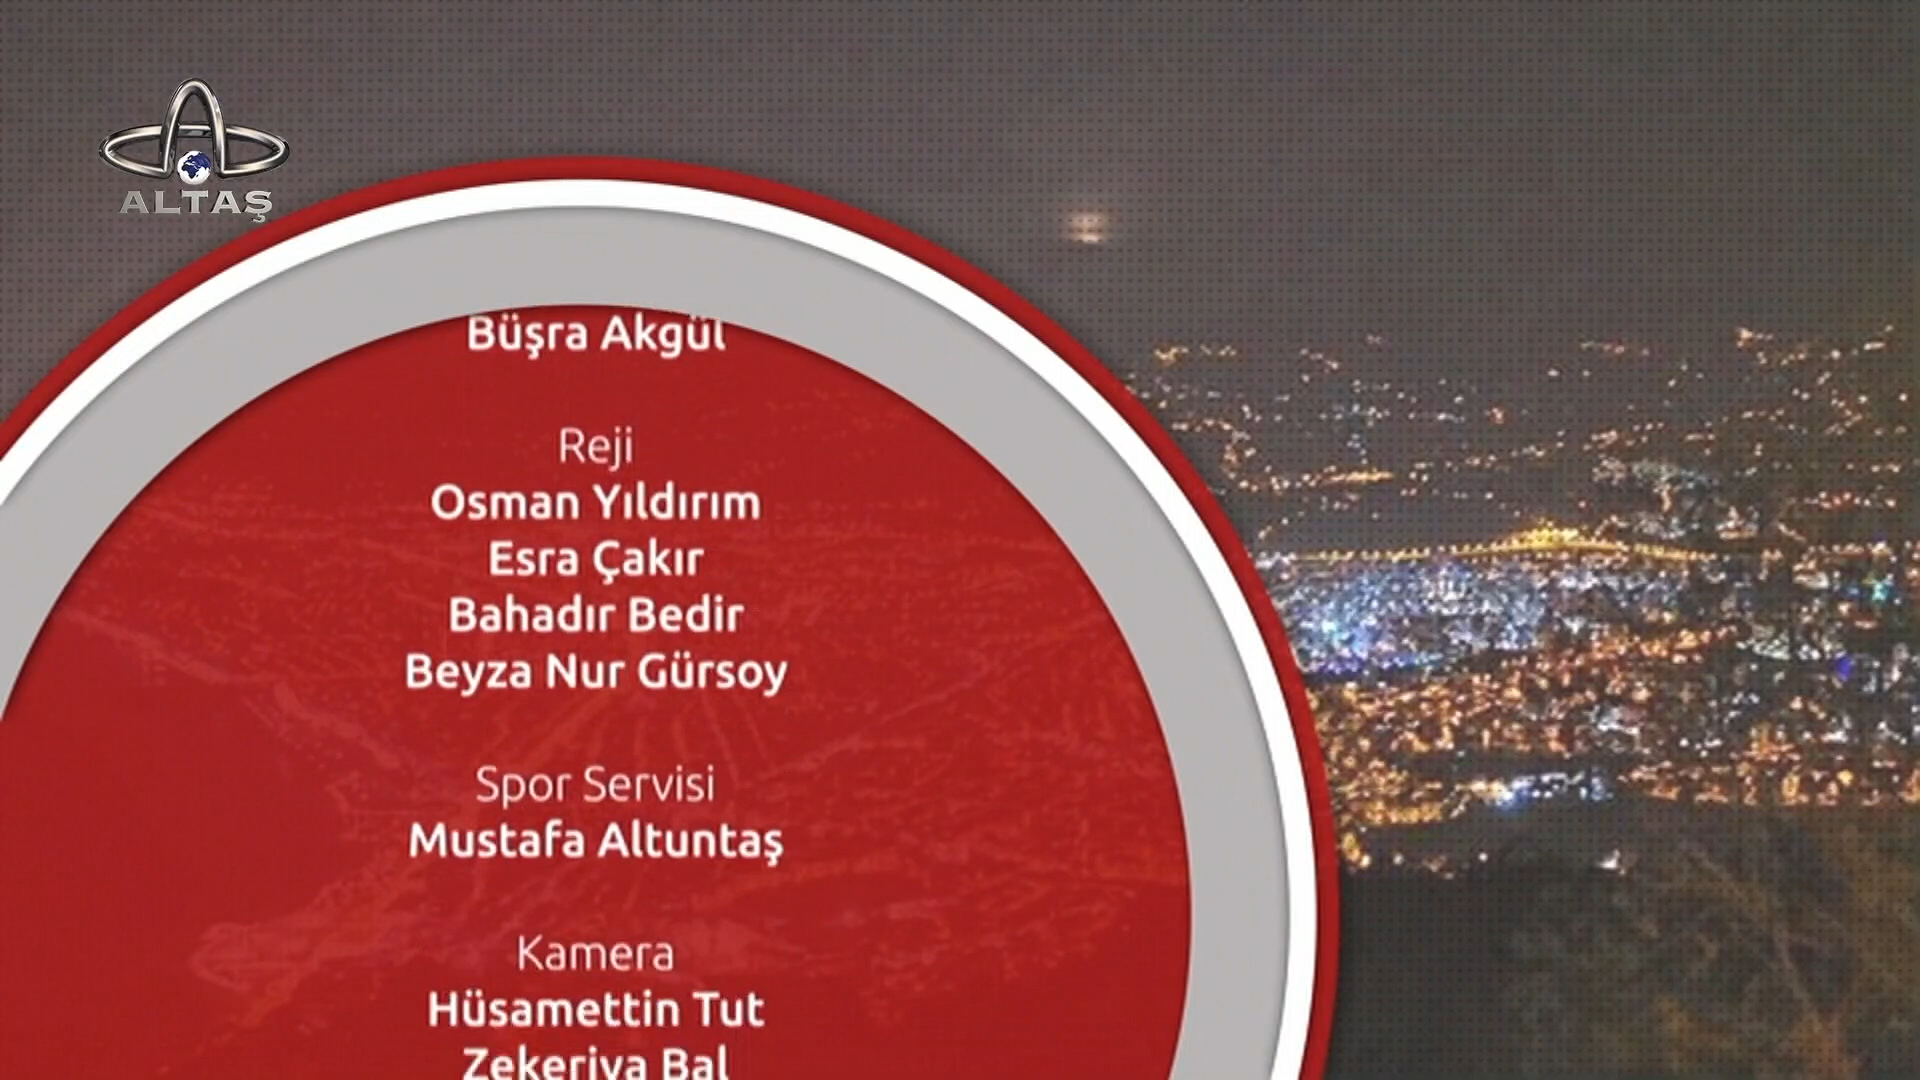 ALTAŞ
Büşra Akgül
Reji
Osman Yıldırım
Esra Çakır
Bahadır Bedir
Beyza Nur Gürsoy
Spor Servisi
Mustafa Altuntaş
Kamera
Hüsamettin Tut
Zekeriya Bal